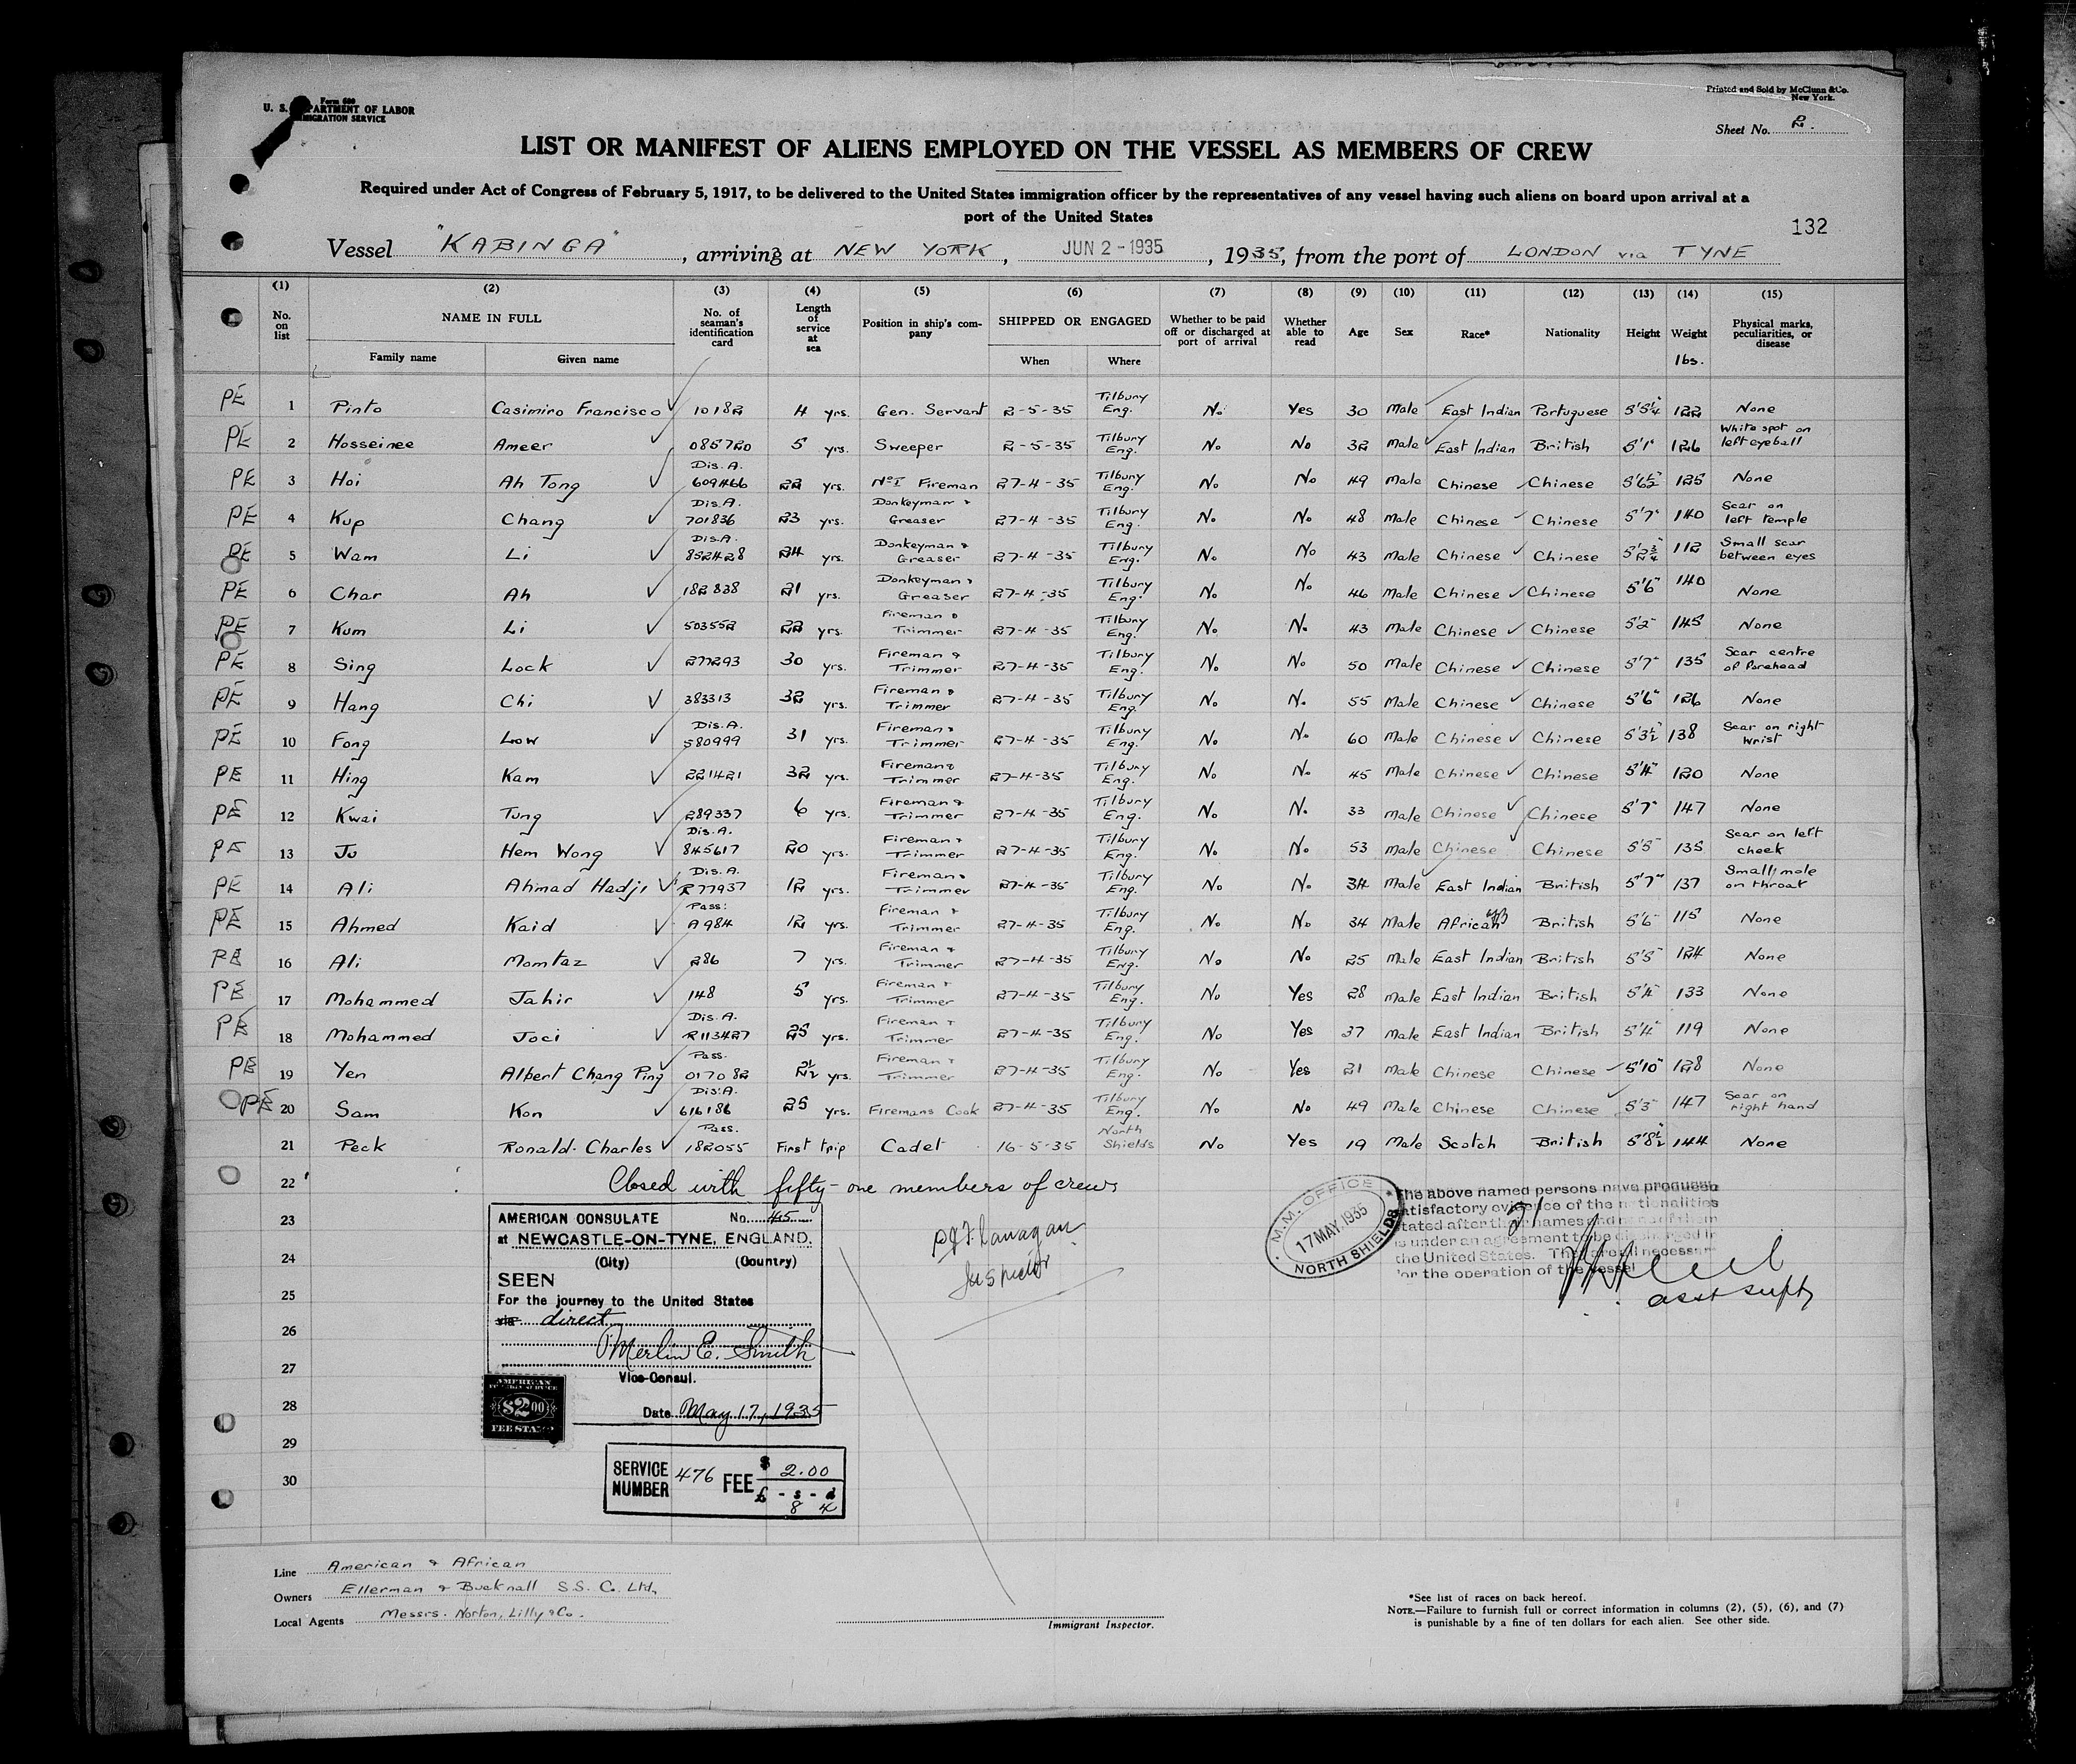 Form 680
U. S. DEPARTMENT OF LABOR
IMMIGRATION SERVICE
Printed and Sold by McClunn & Co.
New York.
Sheet No. 2.
LIST OR MANIFEST OF ALIENS EMPLOYED ON THE VESSEL AS MEMBERS OF CREW
Required under Act of Congress of February 5, 1917, to be delivered to the United States immigration officer by the representatives of any vessel having such aliens on board upon arrival at a
port of the United States
132
Vessel "KABINGA", arriving at NEW YORK, JUN 2 - 1935, 1935, from the port of LONDON via TYNE
(1) (2) (3) (4) (5) (6) (7) (8) (9) (10) (11) (12) (13) (14) (15)
No. on list NAME IN FULL Family name Given name No. of seaman's identification card Length of service at sea Position in ship's company SHIPPED OR ENGAGED When Where Whether to be paid off or discharged at port of arrival Whether able to read Age Sex Race* Nationality Height Weight lbs. Physical marks, peculiarities, or disease
PE 1 Pinto Casimiro Francisco 10182 4 yrs. Gen. Servant 2-5-35 Tilbury Eng. No Yes 30 Male East Indian Portuguese 5'5¼" 122 None
PE 2 Hosseinee Ameer 085720 5 yrs. Sweeper 2-5-35 Tilbury Eng. No No 32 Male East Indian British 5'1" 126 White spot on left eyeball
PE 3 Hoi Ah Tong Dis. A. 609466 22 yrs. No 1 Fireman 27-4-35 Tilbury Eng. No No 49 Male Chinese Chinese 5'6½" 125 None
PE 4 Kup Chang Dis. A. 701836 23 yrs. Donkeyman & Greaser 27-4-35 Tilbury Eng. No No 48 Male Chinese Chinese 5'7" 140 Scar on left temple
PE 5 Wam Li Dis. A. 852428 24 yrs. Donkeyman & Greaser 27-4-35 Tilbury Eng. No No 43 Male Chinese Chinese 5'2¾" 112 Small scar between eyes
PE 6 Char Ah 182838 21 yrs. Donkeyman & Greaser 27-4-35 Tilbury Eng. No No 46 Male Chinese Chinese 5'6" 140 None
PE 7 Kum Li 503552 22 yrs. Fireman & Trimmer 27-4-35 Tilbury Eng. No No 43 Male Chinese Chinese 5'2" 145 None
PE 8 Sing Lock 277293 30 yrs. Fireman & Trimmer 27-4-35 Tilbury Eng. No No 50 Male Chinese Chinese 5'7" 135 Scar centre of forehead
PE 9 Hang Chi 383313 32 yrs. Fireman & Trimmer 27-4-35 Tilbury Eng. No No 55 Male Chinese Chinese 5'6" 126 None
PE 10 Fong Low Dis. A. 580999 31 yrs. Fireman & Trimmer 27-4-35 Tilbury Eng. No No 60 Male Chinese Chinese 5'3½" 138 Scar on right wrist
PE 11 Hing Kam 221421 32 yrs. Fireman & Trimmer 27-4-35 Tilbury Eng. No No 45 Male Chinese Chinese 5'4" 120 None
PE 12 Kwai Tung 289337 6 yrs. Fireman & Trimmer 27-4-35 Tilbury Eng. No No 33 Male Chinese Chinese 5'7" 147 None
PE 13 Ju Hem Wong Dis. A. 845617 20 yrs. Fireman & Trimmer 27-4-35 Tilbury Eng. No No 53 Male Chinese Chinese 5'5" 135 Scar on left cheek
PE 14 Ali Ahmad Hadji Dis. A. R77937 12 yrs. Fireman & Trimmer 27-4-35 Tilbury Eng. No No 34 Male East Indian British 5'7" 137 Small mole on throat
PE 15 Ahmed Kaid Pass: A984 12 yrs. Fireman & Trimmer 27-4-35 Tilbury Eng. No No 34 Male African British 5'6" 115 None
PE 16 Ali Momtaz 286 7 yrs. Fireman & Trimmer 27-4-35 Tilbury Eng. No No 25 Male East Indian British 5'5" 124 None
PE 17 Mohammed Jahir 148 5 yrs. Fireman & Trimmer 27-4-35 Tilbury Eng. No Yes 28 Male East Indian British 5'4" 133 None
PE 18 Mohammed Joci Dis. A. R113427 25 yrs. Fireman & Trimmer 27-4-35 Tilbury Eng. No Yes 37 Male East Indian British 5'4" 119 None
PE 19 Yen Albert Chang Ping Pass. 017082 2½ yrs. Fireman & Trimmer 27-4-35 Tilbury Eng. No Yes 21 Male Chinese Chinese 5'10" 128 None
PE 20 Sam Kon Dis. A. 616186 25 yrs. Firemans Cook 27-4-35 Tilbury Eng. No No 49 Male Chinese Chinese 5'3" 147 Scar on right hand
21 Peck Ronald Charles Pass. 182055 First trip Cadet 16-5-35 North Shields No Yes 19 Male Scotch British 5'8½" 144 None
22 Closed with fifty-one members of crew
23
24
25
26
27
28
29
30
AMERICAN CONSULATE No. 45
at NEWCASTLE-ON-TYNE, ENGLAND.
(City) (Country)
SEEN
For the journey to the United States
via direct
Merlin E. Smith
Vice-Consul.
Date May 17, 1935
AMERICAN
FOREIGN SERVICE
$2.00
FEE STAMP
SERVICE NUMBER 476 FEE $ 2.00
£ - s - d
8 4
Inspector
M.M. OFFICE
17 MAY 1935
NORTH SHIELDS
The above named persons have produced
satisfactory evidence of the nationalities
stated after their names and none of them
is under an agreement to be discharged in
the United States. They are all necessary
for the operation of the vessel
21
asst supt
Line American & African
Owners Ellerman & Bucknall S.S. Co. Ltd.
Local Agents Messrs. Norton, Lilly & Co.
Immigrant Inspector.
*See list of races on back hereof.
NOTE.—Failure to furnish full or correct information in columns (2), (5), (6), and (7)
is punishable by a fine of ten dollars for each alien. See other side.